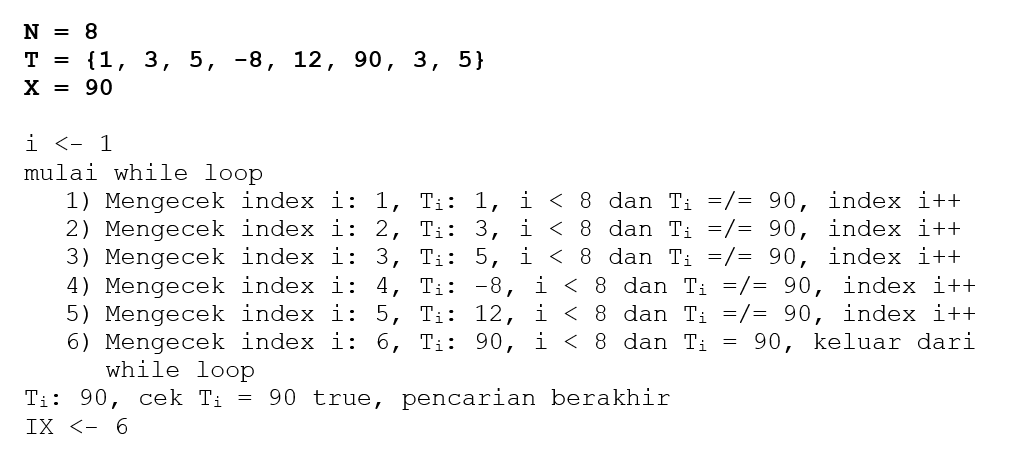 N = 8
T = {1, 3, 5, -8, 12, 90, 3, 5}
X = 90
i <- 1
mulai while loop
1) Mengecek index i: 1, Tᵢ: 1, i < 8 dan Tᵢ =/= 90, index i++
2) Mengecek index i: 2, Tᵢ: 3, i < 8 dan Tᵢ =/= 90, index i++
3) Mengecek index i: 3, Tᵢ: 5, i < 8 dan Tᵢ =/= 90, index i++
4) Mengecek index i: 4, Tᵢ: -8, i < 8 dan Tᵢ =/= 90, index i++
5) Mengecek index i: 5, Tᵢ: 12, i < 8 dan Tᵢ =/= 90, index i++
6) Mengecek index i: 6, Tᵢ: 90, i < 8 dan Tᵢ = 90, keluar dari
while loop
Tᵢ: 90, cek Tᵢ = 90 true, pencarian berakhir
IX <- 6